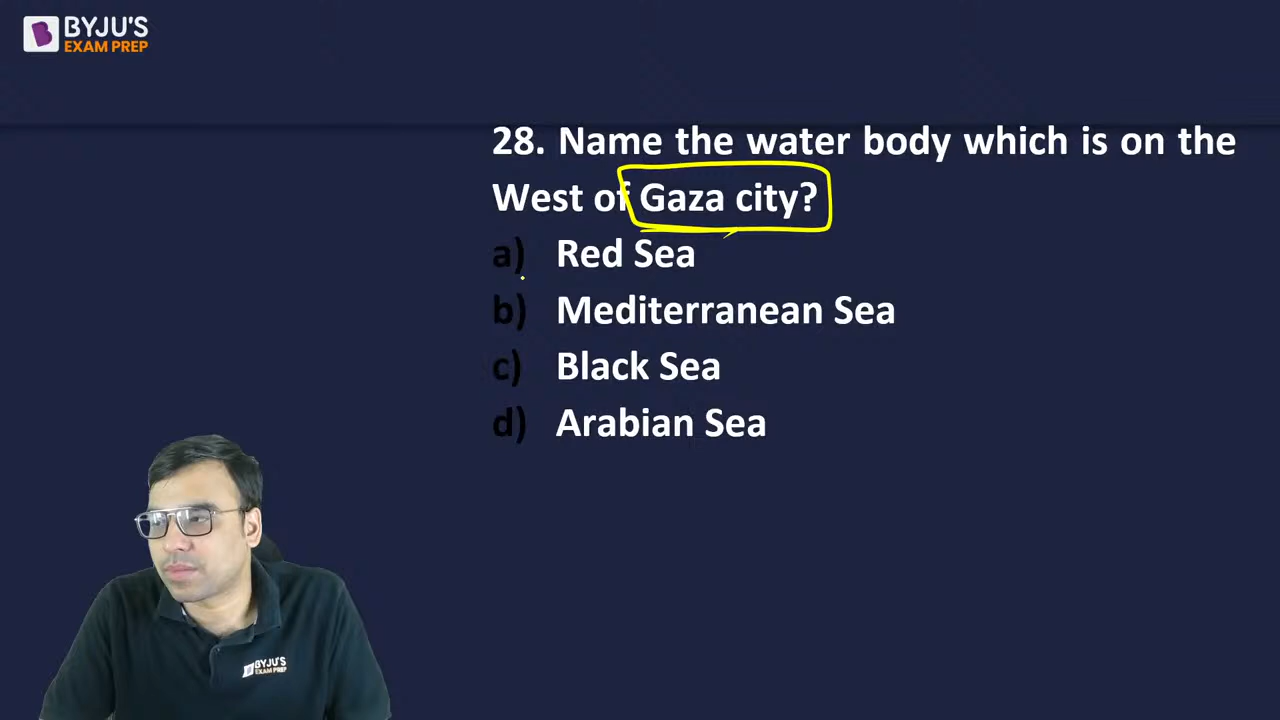 BYJU'S
EXAM PREP
28. Name the water body which is on the
West of Gaza city?
a) Red Sea
b) Mediterranean Sea
c) Black Sea
d) Arabian Sea
BYJU'S
EXAM PREP